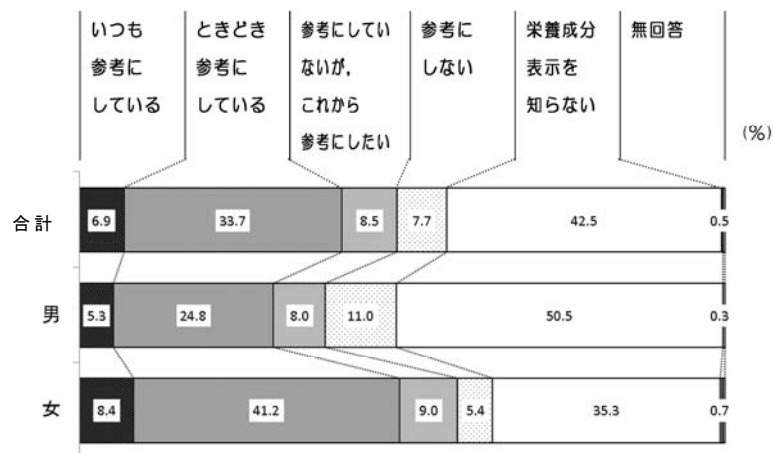 いつも
参考に
している
ときどき
参考に
している
参考にしてい
ないが,
これから
参考にしたい
参考に
しない
栄養成分
表示を
知らない
無回答
(%)
合計
6.9
33.7
8.5
7.7
42.5
0.5
男
5.3
24.8
8.0
11.0
50.5
0.3
女
8.4
41.2
9.0
5.4
35.3
0.7